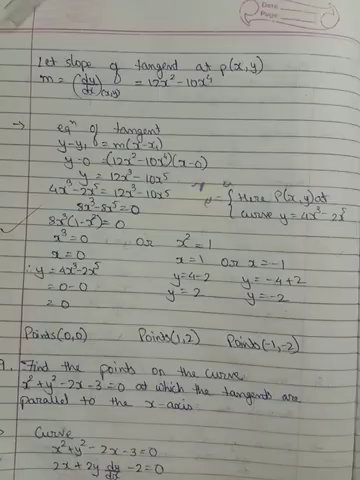 Date:
Page:
Let slope of tangent at P(x,y)
m = (dy/dx)(x,y) = 12x² - 10x⁴
→ eqⁿ of tangent
y - y₁ = m(x - x₁)
y - 0 = (12x² - 10x⁴)(x - 0)
y = 12x³ - 10x⁵
4x³ - 2x⁵ = 12x³ - 10x⁵
{ Here P(x,y) at
curve y = 4x³ - 2x⁵
8x³ - 8x⁵ = 0
8x³(1 - x²) = 0
x³ = 0 or x² = 1
x = 0 x = 1 or x = -1
∴ y = 4x³ - 2x⁵ y = 4 - 2 y = -4 + 2
= 0 - 0 y = 2 y = -2
= 0
Points (0,0) Points (1,2) Points (-1,-2)
9. Find the points on the curve
x² + y² - 2x - 3 = 0 at which the tangents are
parallel to the x-axis
Curve
x² + y² - 2x - 3 = 0
2x + 2y dy/dx - 2 = 0